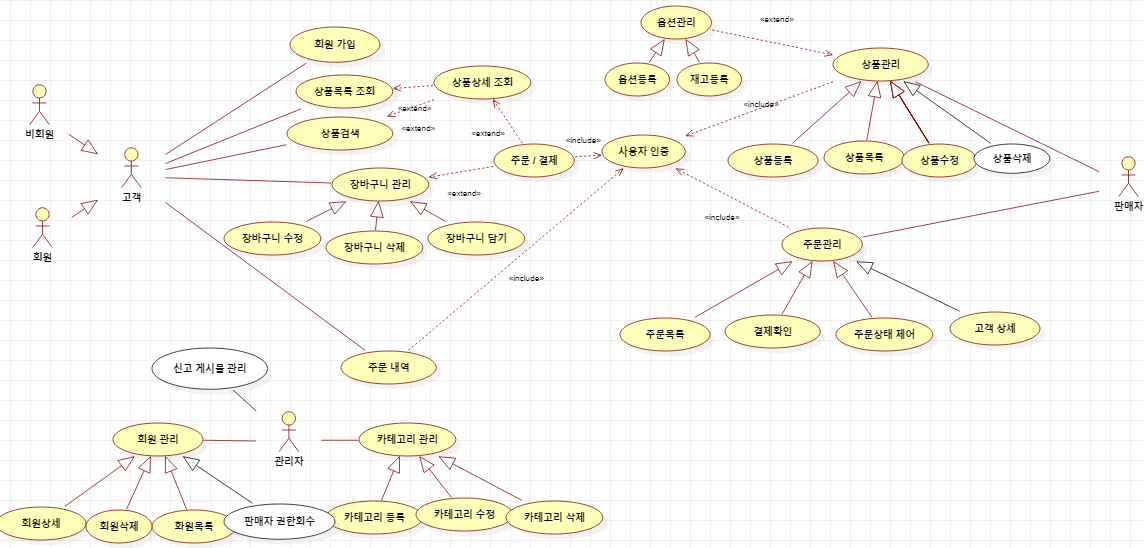 옵션관리
«extend»
회원 가입
상품관리
상품상세 조회
옵션등록
재고등록
상품목록 조회
«extend»
«include»
비회원
상품검색
«extend»
«extend»
«include»
사용자 인증
주문 / 결제
상품등록
상품목록
상품수정
상품삭제
고객
장바구니 관리
«extend»
판매자
«include»
회원
장바구니 수정
장바구니 삭제
장바구니 담기
주문관리
«include»
주문목록
결제확인
주문상태 제어
고객 상세
신고 게시물 관리
주문 내역
회원 관리
관리자
카테고리 관리
회원상세
회원삭제
화원목록
판매자 권한회수
카테고리 등록
카테고리 수정
카테고리 삭제